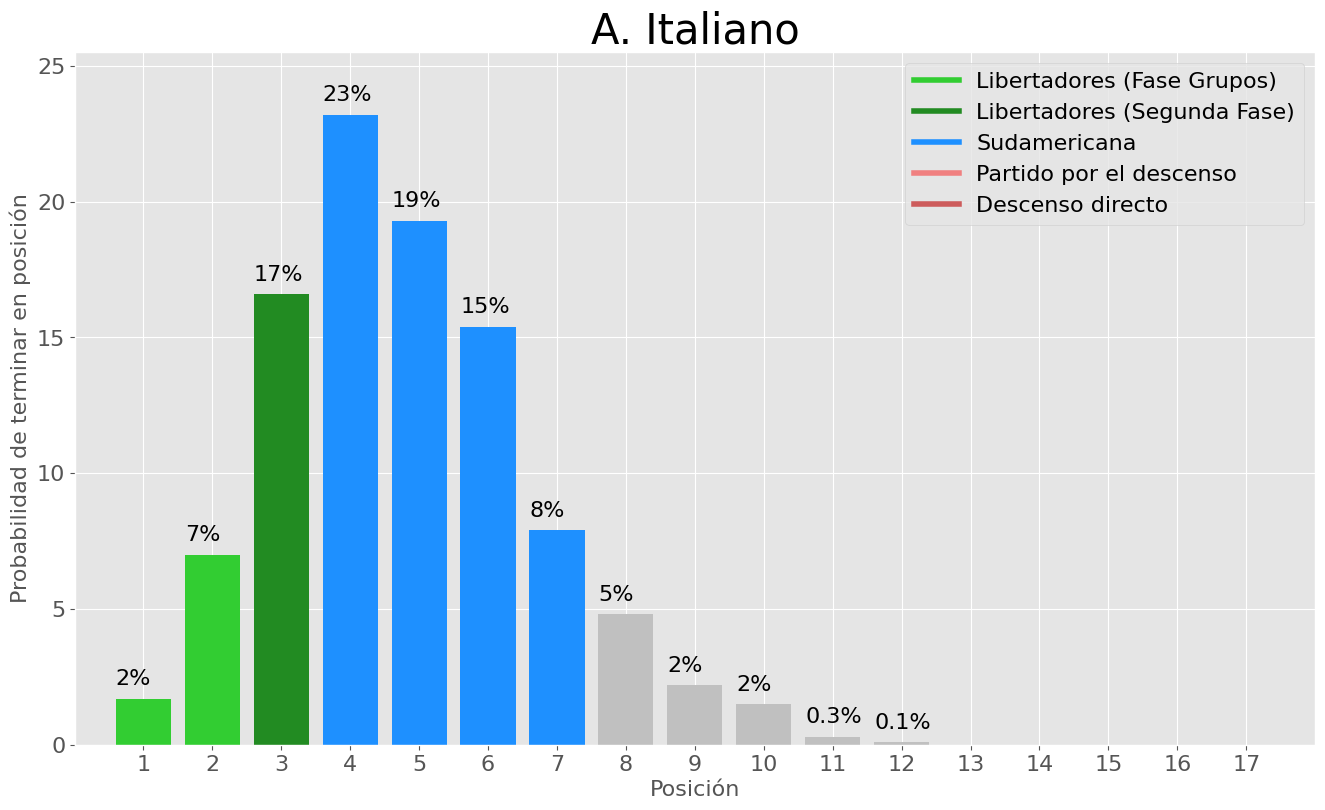 A. Italiano
25
20
15
10
5
0
Probabilidad de terminar en posición
2%
7%
17%
23%
19%
15%
8%
5%
2%
2%
0.3%
0.1%
Libertadores (Fase Grupos)
Libertadores (Segunda Fase)
Sudamericana
Partido por el descenso
Descenso directo
1 2 3 4 5 6 7 8 9 10 11 12 13 14 15 16 17
Posición